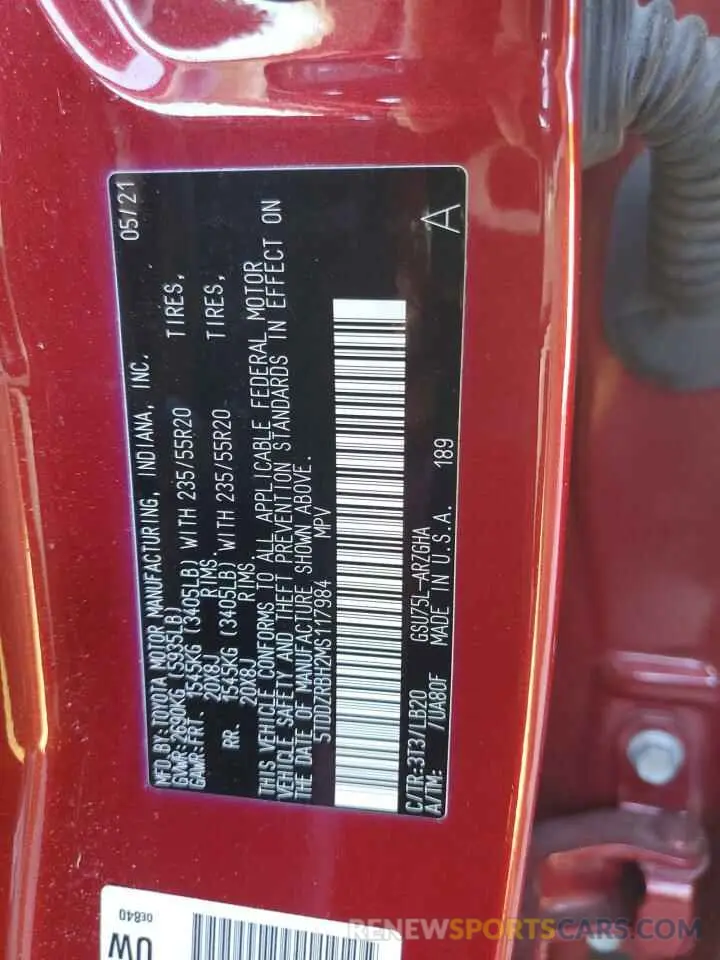 MFD.BY:TOYOTA MOTOR MANUFACTURING, INDIANA, INC. 05/21
GVWR:2690KG (5935LB)
GAWR:FRT. 1545KG (3405LB) WITH 235/55R20 TIRES,
20X8J RIMS.
RR. 1545KG (3405LB) WITH 235/55R20 TIRES,
20X8J RIMS.
THIS VEHICLE CONFORMS TO ALL APPLICABLE FEDERAL MOTOR
VEHICLE SAFETY AND THEFT PREVENTION STANDARDS IN EFFECT ON
THE DATE OF MANUFACTURE SHOWN ABOVE.
5TDDZRBH2MS117984 MPV
C/TR:3T3/LB20 GSU75L-ARZGHA
A/TM: /UA80F MADE IN U.S.A. 189 A
UW
0E840
RENEWSPORTSCARS.COM